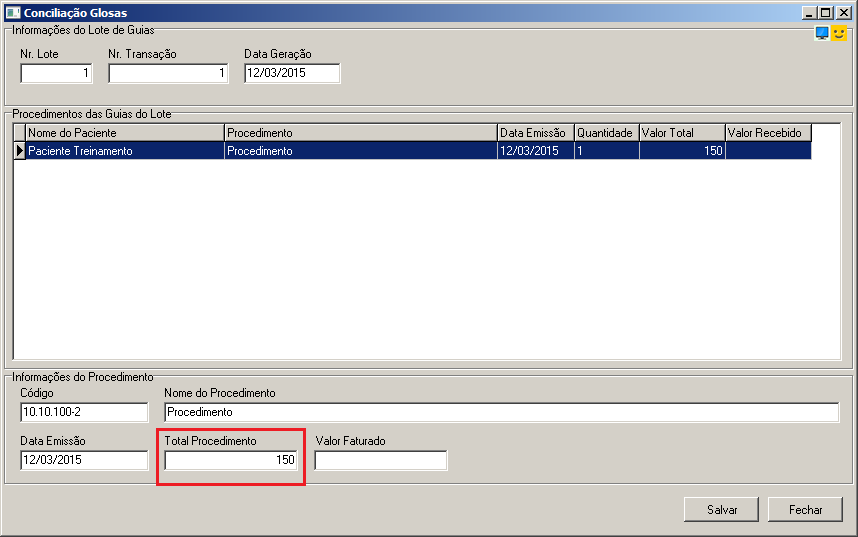 Conciliação Glosas
Informações do Lote de Guias
Nr. Lote Nr. Transação Data Geração
1 1 12/03/2015
Procedimentos das Guias do Lote
Nome do Paciente Procedimento Data Emissão Quantidade Valor Total Valor Recebido
Paciente Treinamento Procedimento 12/03/2015 1 150
Informações do Procedimento
Código Nome do Procedimento
10.10.100-2 Procedimento
Data Emissão Total Procedimento Valor Faturado
12/03/2015 150
Salvar Fechar